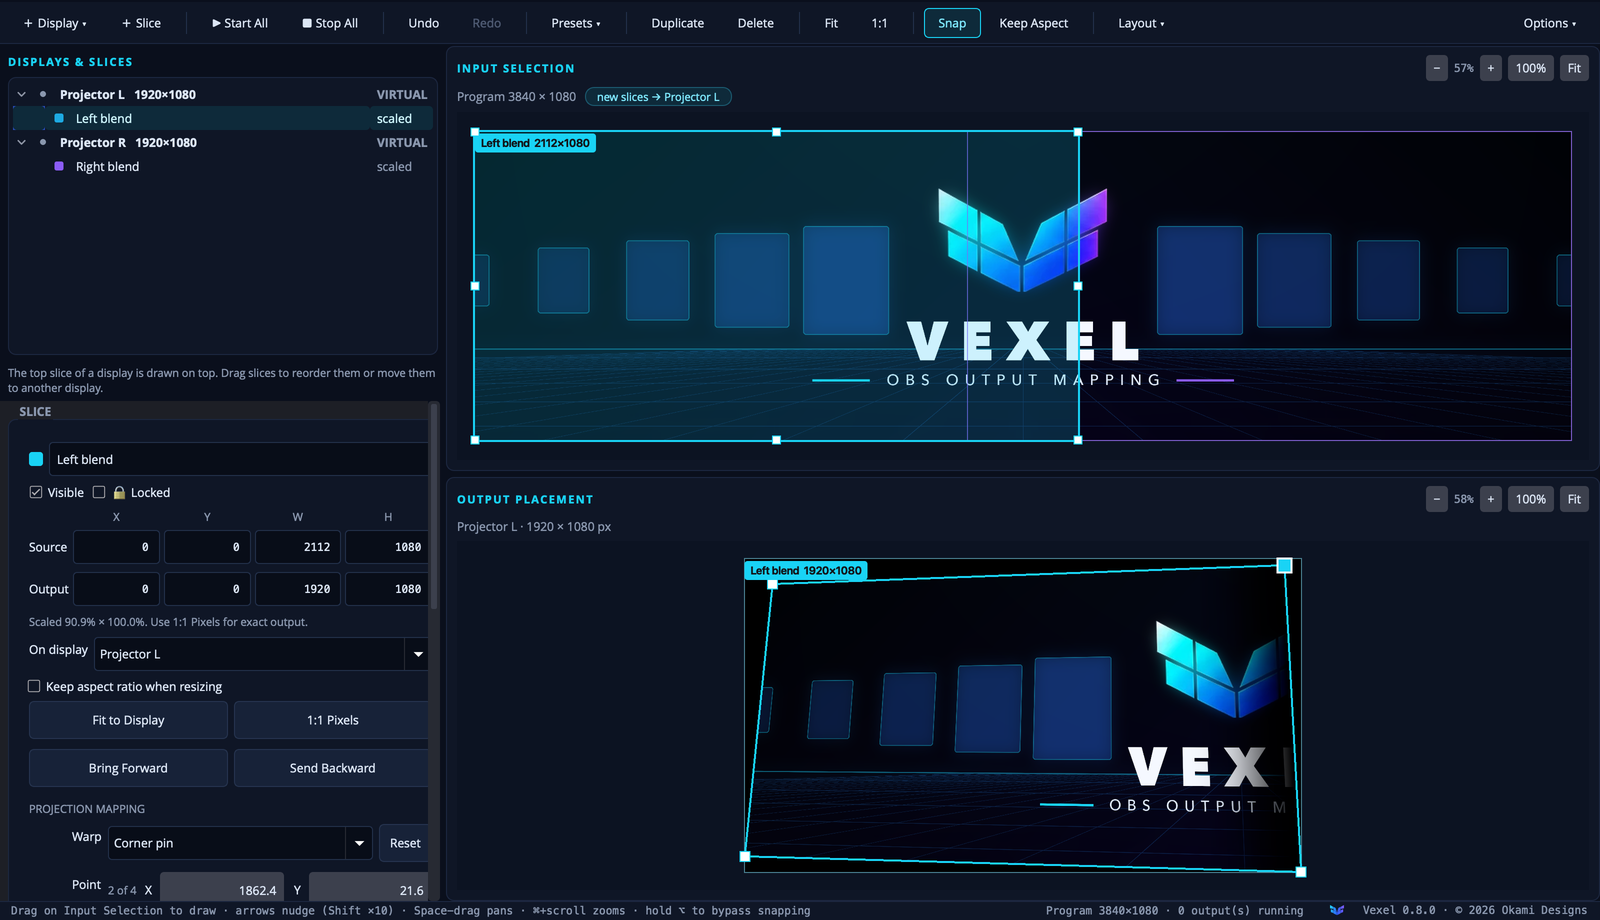 + Display ▾ + Slice ▶ Start All ■ Stop All Undo Redo Presets ▾ Duplicate Delete Fit 1:1 Snap Keep Aspect Layout ▾ Options ▾
DISPLAYS & SLICES
Projector L 1920×1080 VIRTUAL
Left blend scaled
Projector R 1920×1080 VIRTUAL
Right blend scaled
The top slice of a display is drawn on top. Drag slices to reorder them or move them
to another display.
SLICE
Left blend
Visible Locked
X Y W H
Source 0 0 2112 1080
Output 0 0 1920 1080
Scaled 90.9% × 100.0%. Use 1:1 Pixels for exact output.
On display Projector L
Keep aspect ratio when resizing
Fit to Display 1:1 Pixels
Bring Forward Send Backward
PROJECTION MAPPING
Warp Corner pin Reset
Point 2 of 4 X 1862.4 Y 21.6
INPUT SELECTION − 57% + 100% Fit
Program 3840 × 1080 new slices → Projector L
Left blend 2112×1080
VEXEL
OBS OUTPUT MAPPING
OUTPUT PLACEMENT − 58% + 100% Fit
Projector L · 1920 × 1080 px
Left blend 1920×1080
VEX
OBS OUTPUT M
Drag on Input Selection to draw · arrows nudge (Shift ×10) · Space-drag pans · ⌘+scroll zooms · hold ⌥ to bypass snapping Program 3840×1080 · 0 output(s) running Vexel 0.8.0 · © 2026 Okami Designs